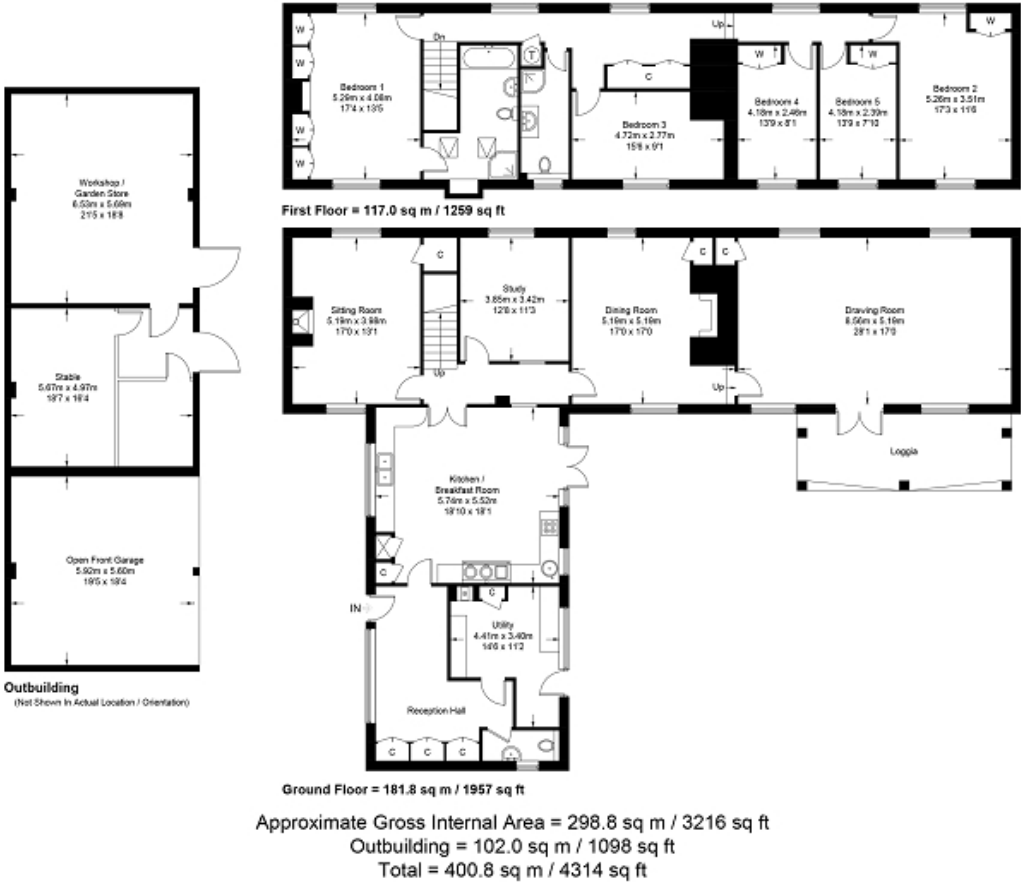 W
W
W
W
Bedroom 1
5.29m x 4.08m
17'4 x 13'5
Dn
T
C
Bedroom 3
4.72m x 2.77m
15'6 x 9'1
Up
W
Bedroom 4
4.18m x 2.46m
13'9 x 8'1
W
Bedroom 5
4.18m x 2.39m
13'9 x 7'10
W
Bedroom 2
5.26m x 3.51m
17'3 x 11'6
First Floor = 117.0 sq m / 1259 sq ft
Workshop /
Garden Store
6.53m x 5.69m
21'5 x 18'8
Stable
5.67m x 4.97m
18'7 x 16'4
Open Front Garage
5.92m x 5.60m
19'5 x 18'4
Outbuilding
(Not Shown In Actual Location / Orientation)
Sitting Room
5.19m x 3.98m
17'0 x 13'1
C
Up
Study
3.85m x 3.42m
12'8 x 11'3
Dining Room
5.19m x 5.19m
17'0 x 17'0
C
C
Up
Drawing Room
8.56m x 5.19m
28'1 x 17'0
Loggia
Kitchen /
Breakfast Room
5.74m x 5.52m
18'10 x 18'1
C
IN
C
Utility
4.41m x 3.40m
14'6 x 11'2
Reception Hall
C
C
C
Ground Floor = 181.8 sq m / 1957 sq ft
Approximate Gross Internal Area = 298.8 sq m / 3216 sq ft
Outbuilding = 102.0 sq m / 1098 sq ft
Total = 400.8 sq m / 4314 sq ft